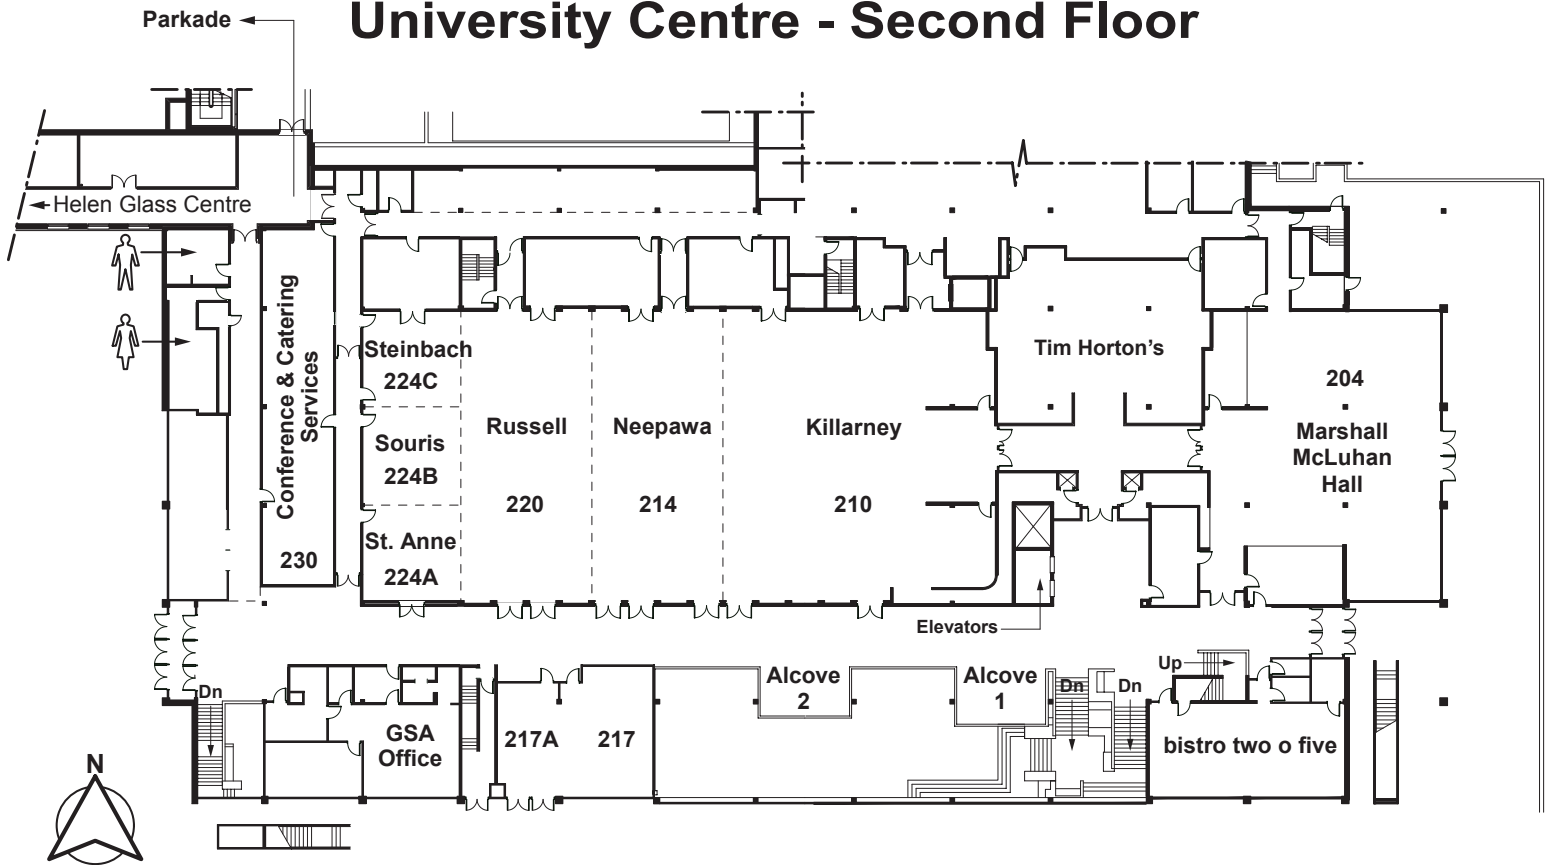 University Centre - Second Floor
Parkade
Helen Glass Centre
Conference & Catering
Services
230
Steinbach
224C
Souris
224B
St. Anne
224A
Russell
220
Neepawa
214
Killarney
210
Tim Horton's
204
Marshall
McLuhan
Hall
Elevators
Dn
GSA
Office
217A
217
Alcove
2
Alcove
1
Dn
Dn
Up
bistro two o five
N